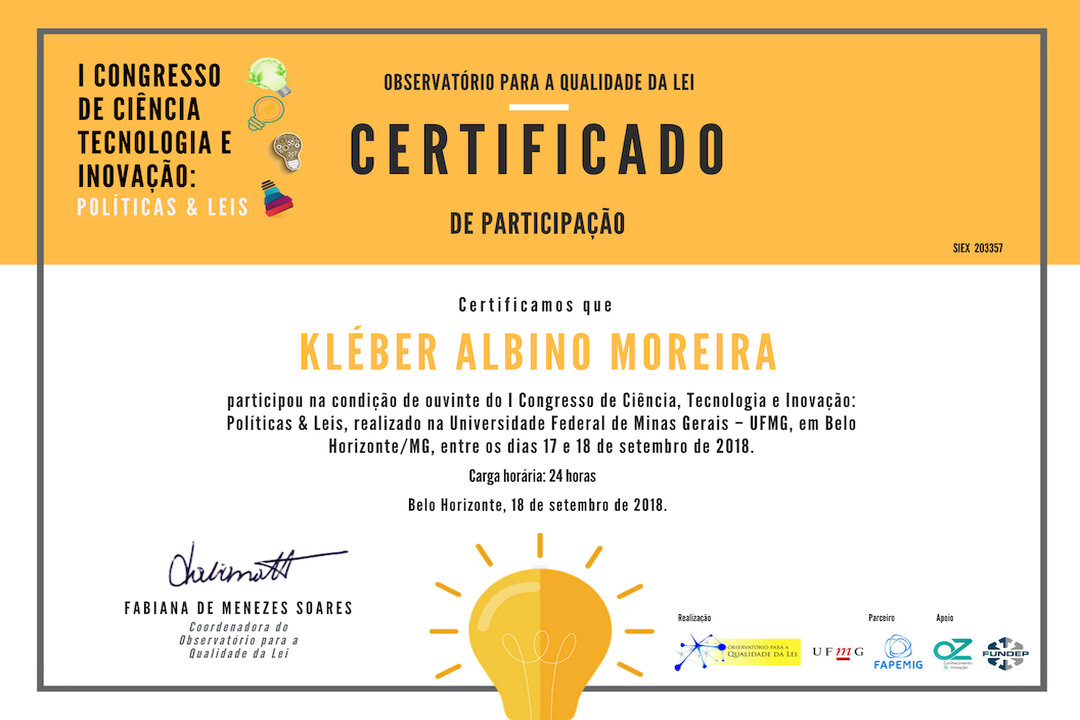 I CONGRESSO
DE CIÊNCIA
TECNOLOGIA E
INOVAÇÃO:
POLÍTICAS & LEIS
OBSERVATÓRIO PARA A QUALIDADE DA LEI
CERTIFICADO
DE PARTICIPAÇÃO
SIEX 203357
Certificamos que
KLÉBER ALBINO MOREIRA
participou na condição de ouvinte do I Congresso de Ciência, Tecnologia e Inovação:
Políticas & Leis, realizado na Universidade Federal de Minas Gerais – UFMG, em Belo
Horizonte/MG, entre os dias 17 e 18 de setembro de 2018.
Carga horária: 24 horas
Belo Horizonte, 18 de setembro de 2018.
FABIANA DE MENEZES SOARES
Coordenadora do
Observatório para a
Qualidade da Lei
Realização
Parceiro
Apoio
OBSERVATÓRIO PARA A
QUALIDADE DA LEI
UFMG
FAPEMIG
OZ
Conhecimento
& Inovação
FUNDEP